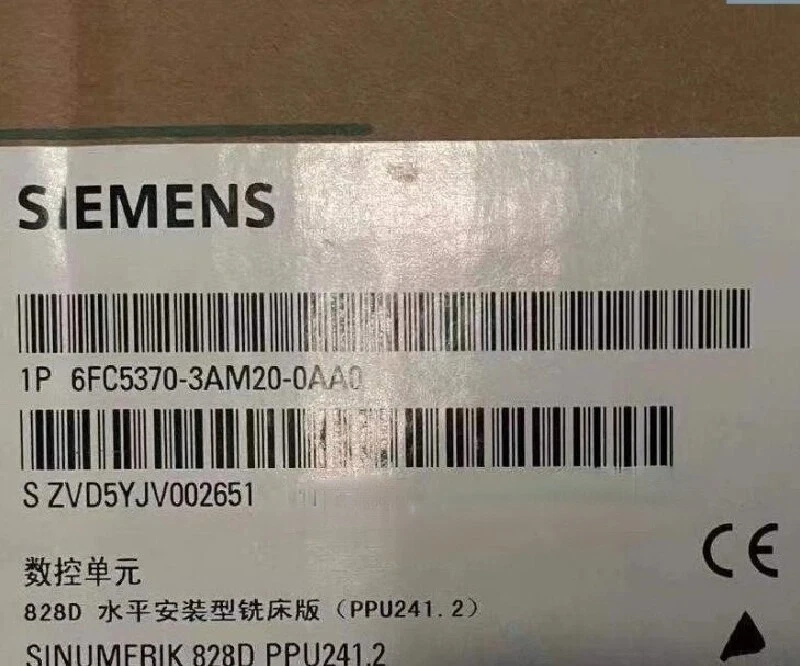 SIEMENS
1P 6FC5370-3AM20-0AA0
S ZVD5YJV002651
数控单元
828D 水平安装型铣床版（PPU241.2）
SINUMERIK 828D PPU241.2
CE